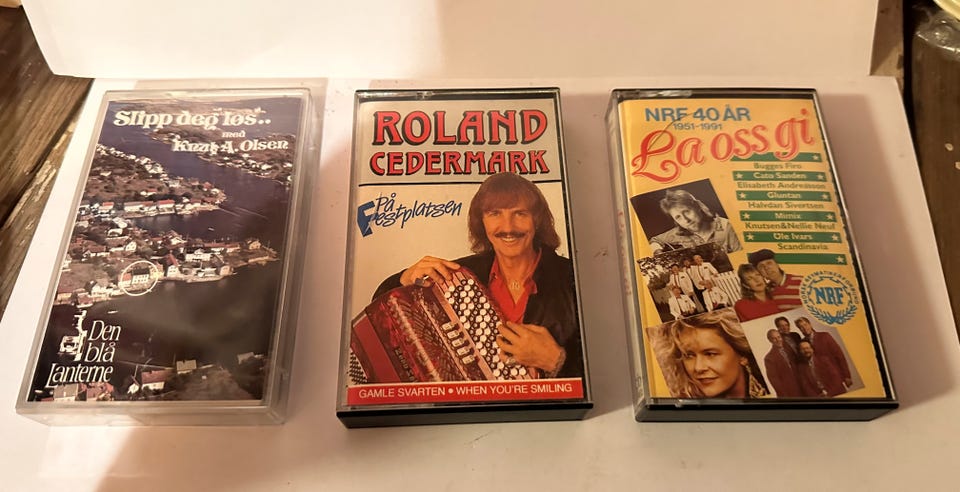 Slipp deg løs..
med
Knut A. Olsen
Den
blå
Lanterne
ROLAND
CEDERMARK
På
Festplatsen
GAMLE SVARTEN • WHEN YOU'RE SMILING
NRF 40 ÅR
1951-1991
La oss gi
Bugges Firo
Cato Sanden
Elisabeth Andreasson
Gluntan
Halvdan Sivertsen
Mimix
Knutsen&Nellie Neuf
Ole Ivars
Scandinavia
NRF